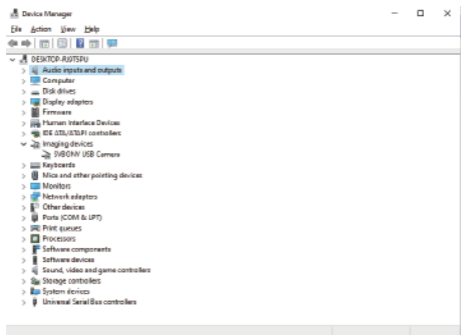 Device Manager
File Action View Help
Audio inputs and outputs
Computer
Disk drives
Display adapters
Firmware
Human Interface Devices
IDE ATA/ATAPI controllers
Imaging devices
SVBONY USB Camera
Keyboards
Mice and other pointing devices
Monitors
Network adapters
Other devices
Ports (COM & LPT)
Print queues
Processors
Software components
Software devices
Sound, video and game controllers
Storage controllers
System devices
Universal Serial Bus controllers